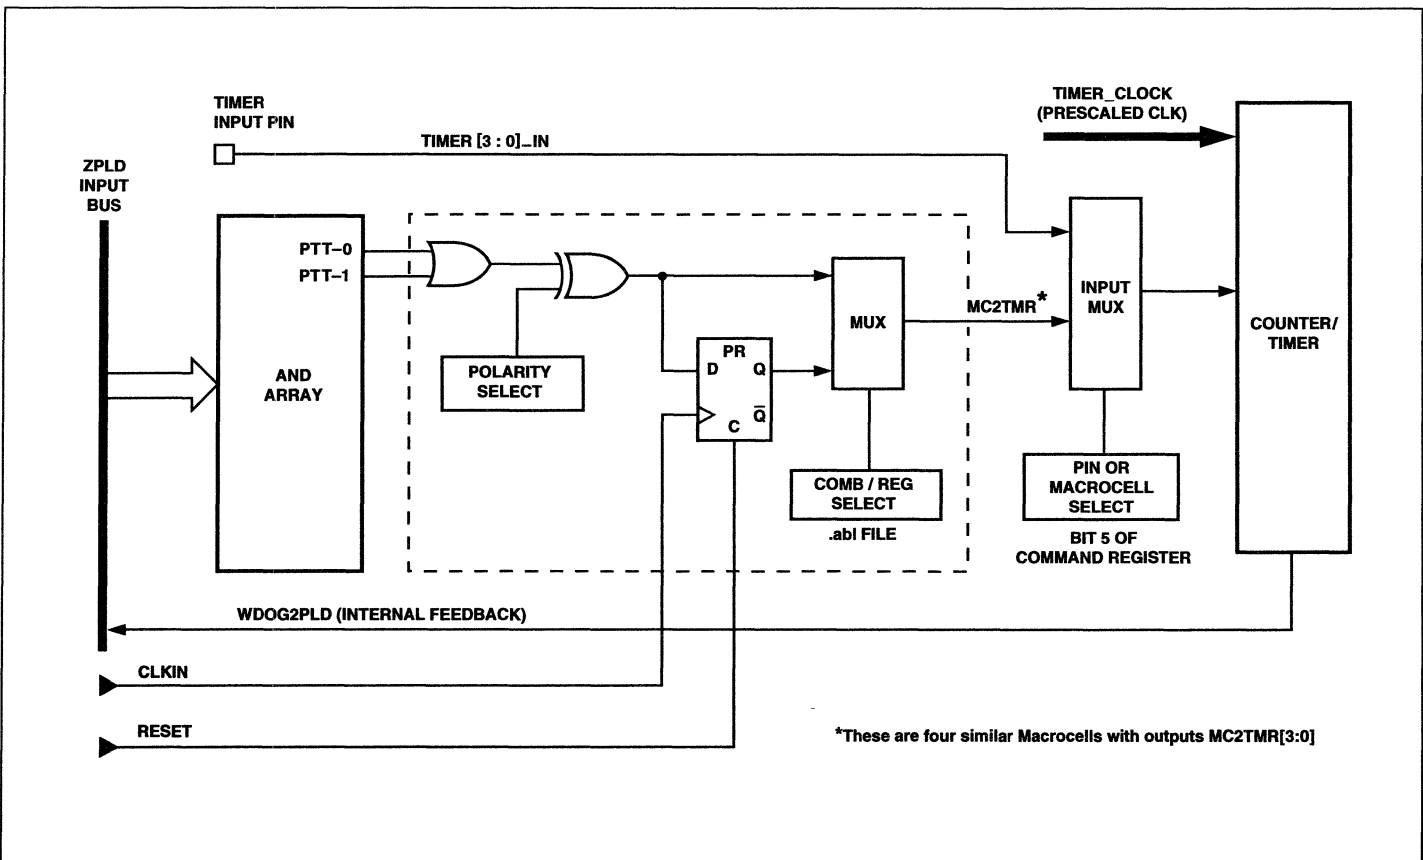 TIMER
INPUT PIN
TIMER [3 : 0]_IN
TIMER_CLOCK
(PRESCALED CLK)
ZPLD
INPUT
BUS
PTT–0
PTT–1
AND
ARRAY
POLARITY
SELECT
PR
D
Q
Q̅
C
MUX
MC2TMR*
INPUT
MUX
COUNTER/
TIMER
COMB / REG
SELECT
.abl FILE
PIN OR
MACROCELL
SELECT
BIT 5 OF
COMMAND REGISTER
WDOG2PLD (INTERNAL FEEDBACK)
CLKIN
RESET
*These are four similar Macrocells with outputs MC2TMR[3:0]